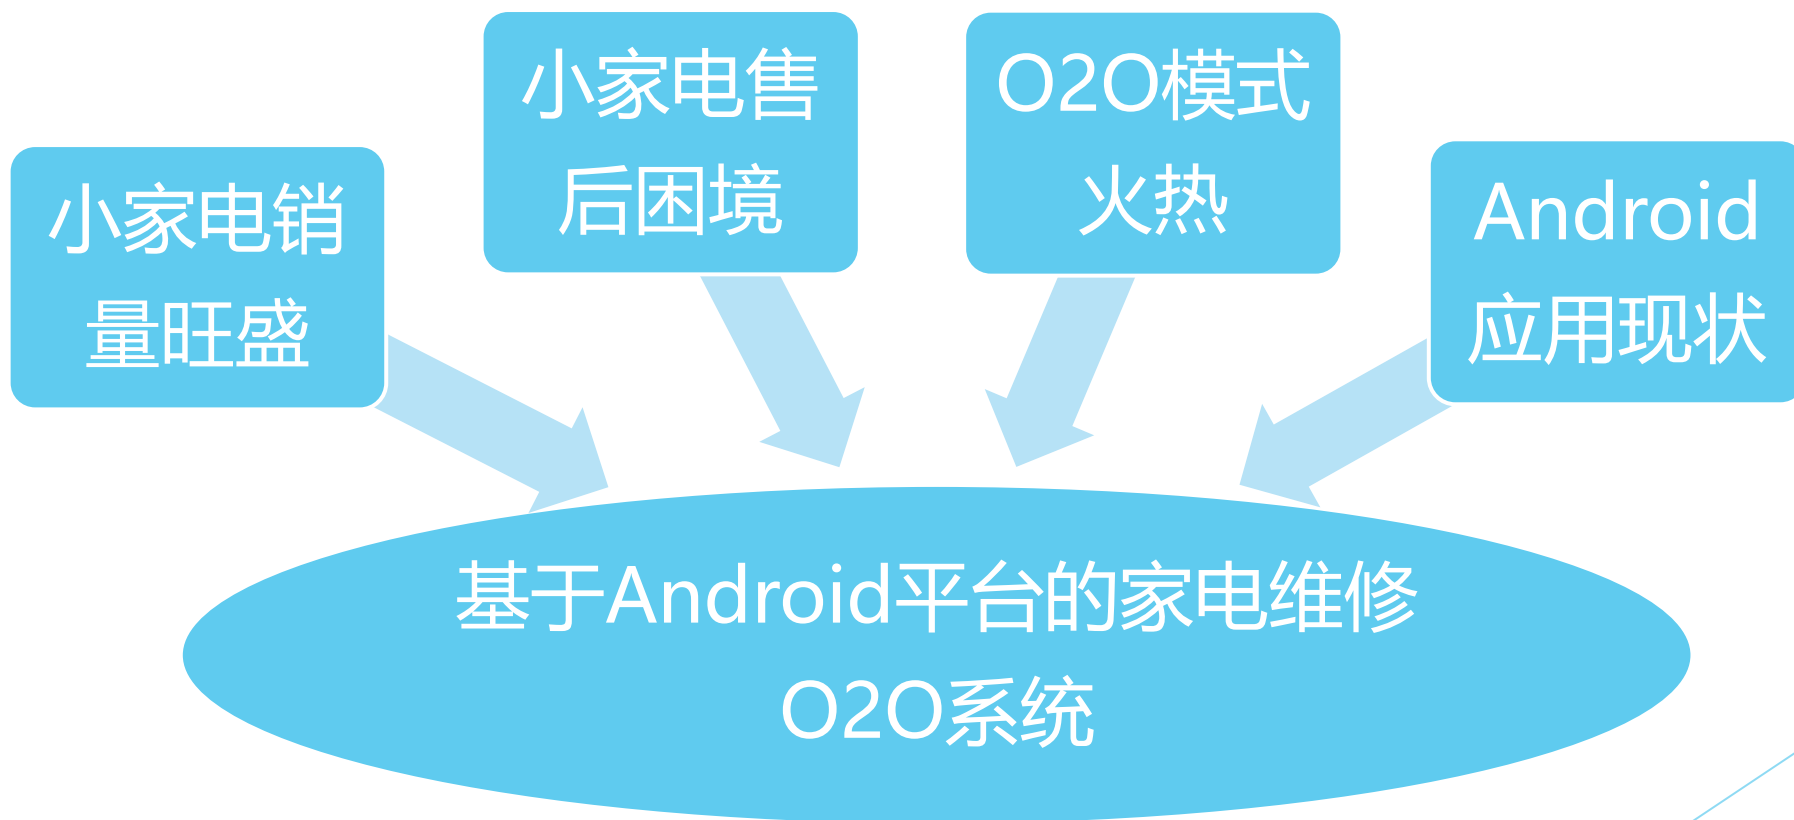 小家电销
量旺盛
小家电售
后困境
O2O模式
火热
Android
应用现状
基于Android平台的家电维修
O2O系统